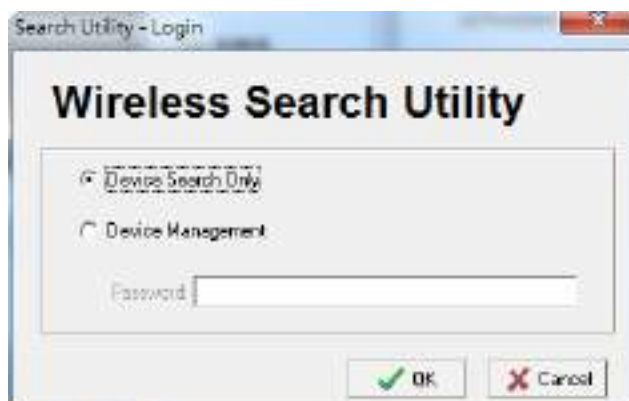 Search Utility - Login
Wireless Search Utility
Device Search Only
Device Management
Password
OK
Cancel